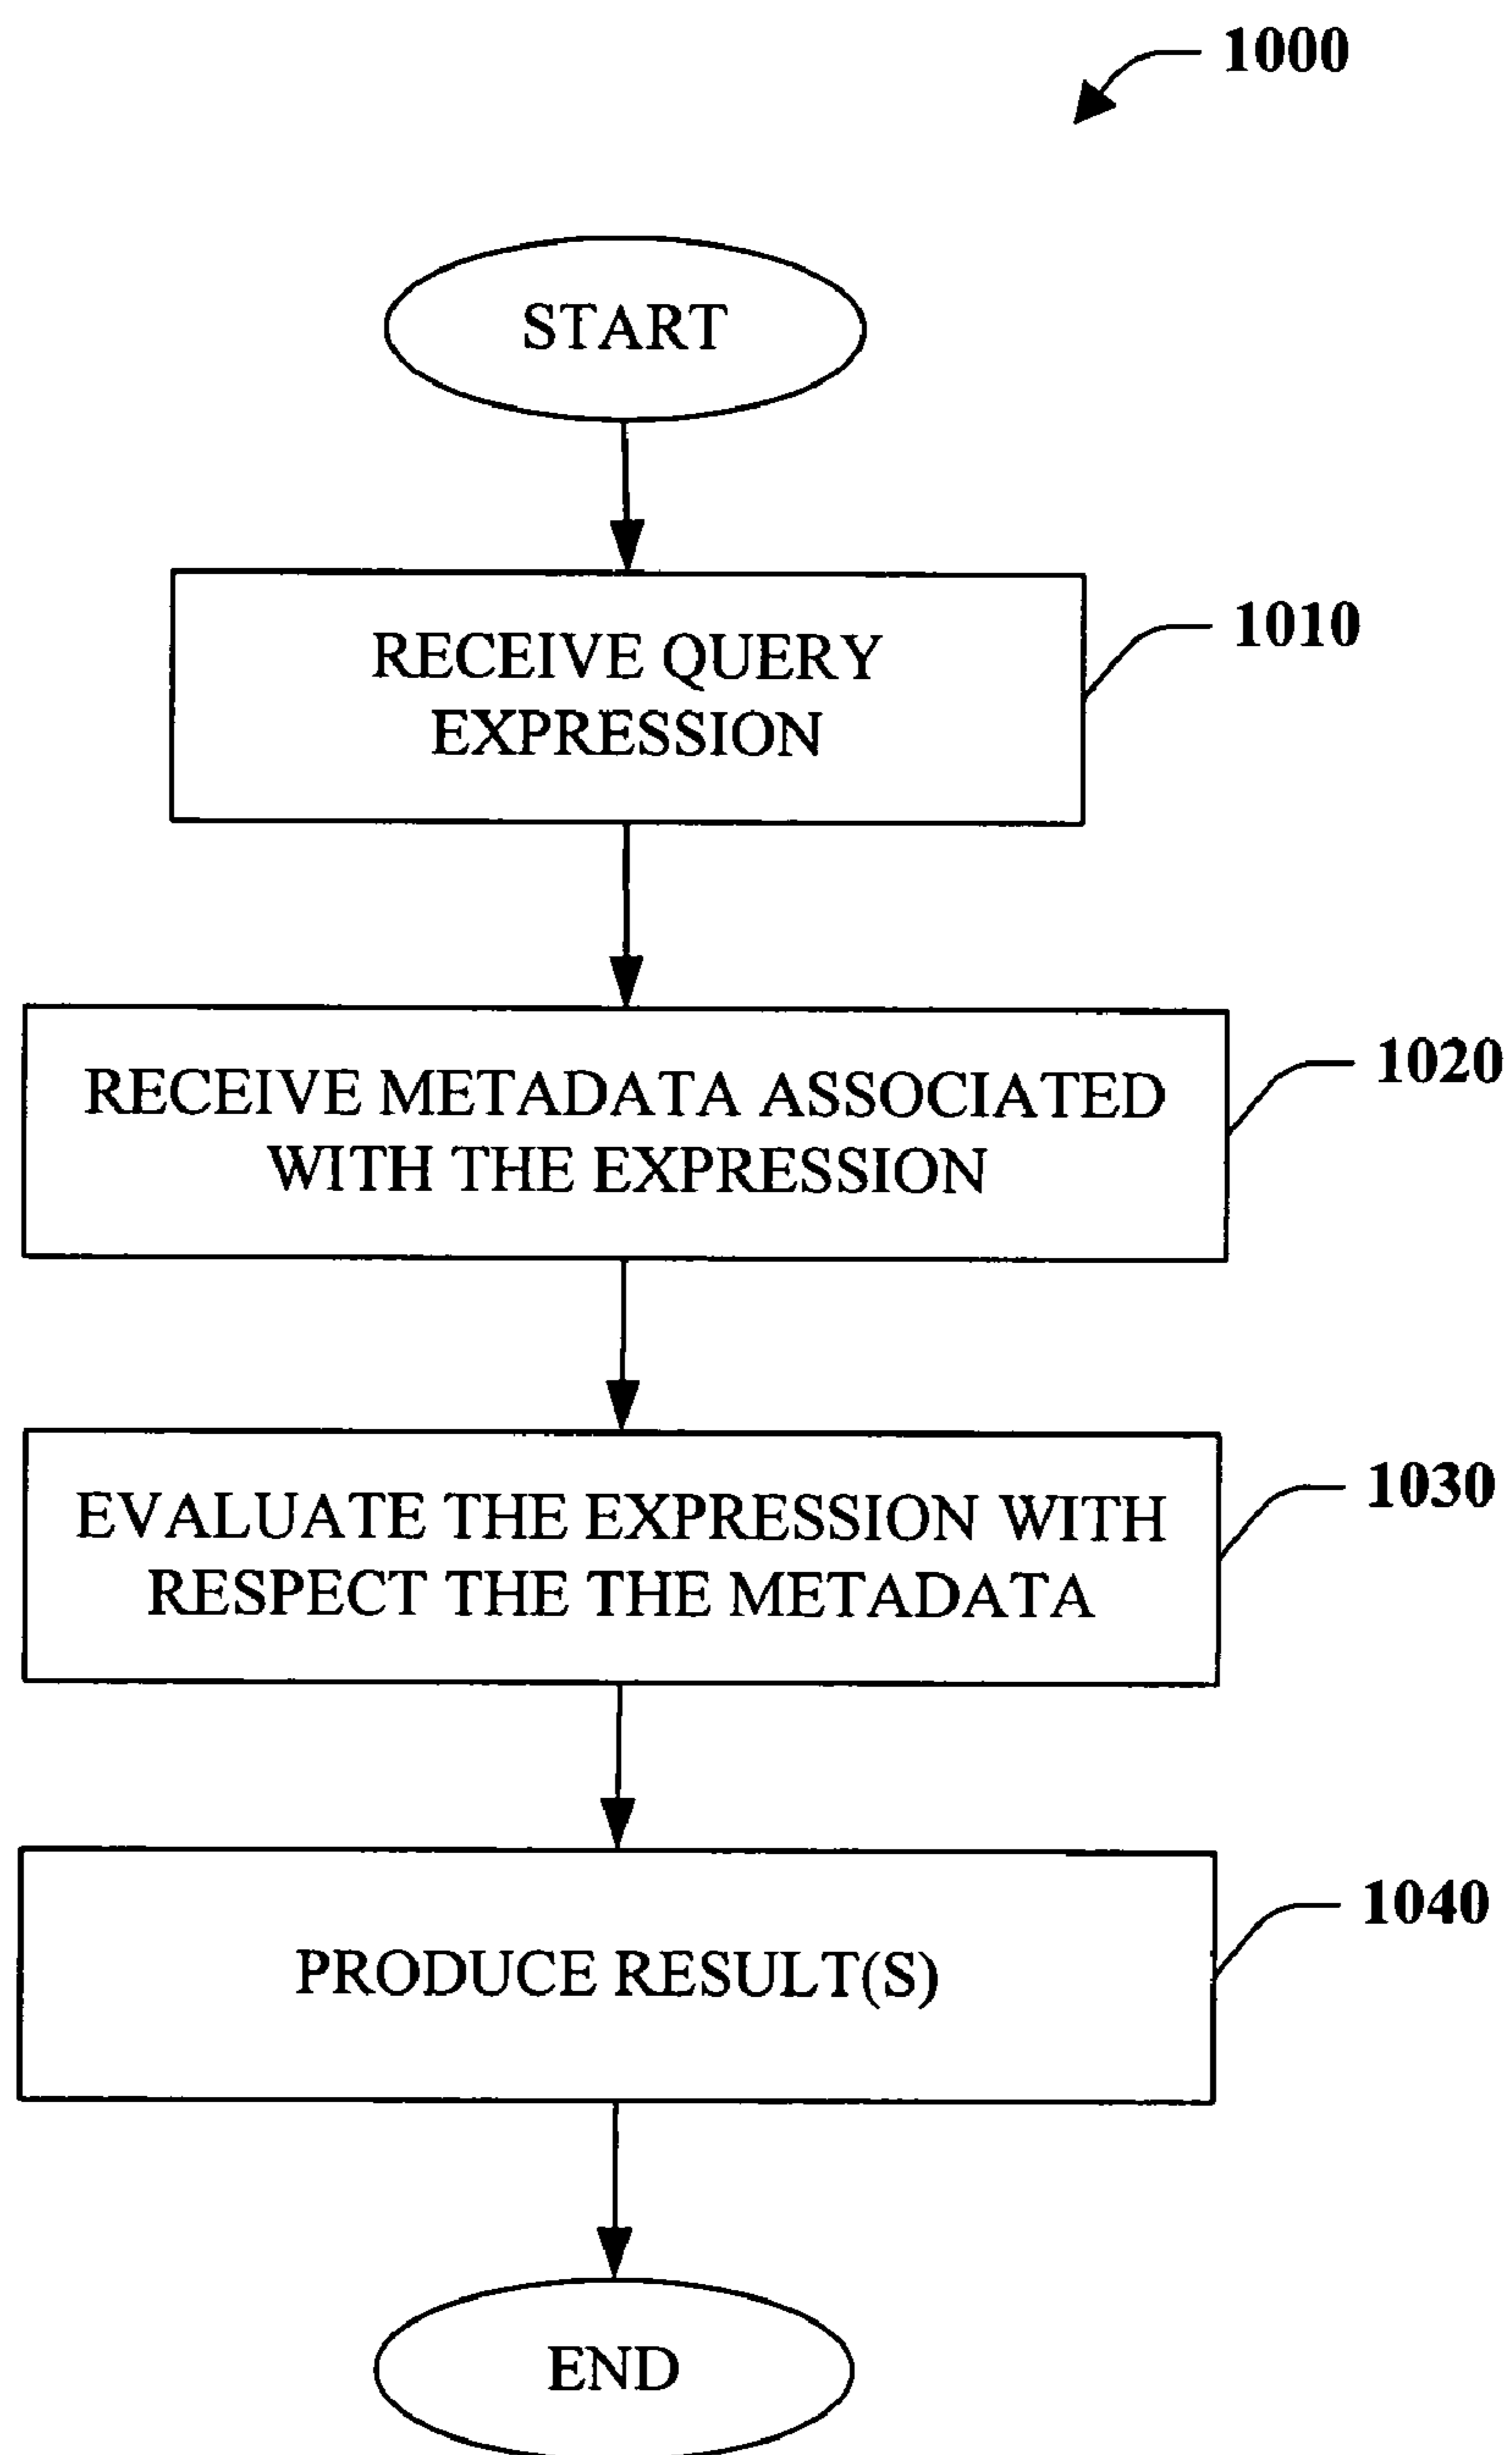 1000
START
RECEIVE QUERY
EXPRESSION
1010
RECEIVE METADATA ASSOCIATED
WITH THE EXPRESSION
1020
EVALUATE THE EXPRESSION WITH
RESPECT THE THE METADATA
1030
PRODUCE RESULT(S)
1040
END